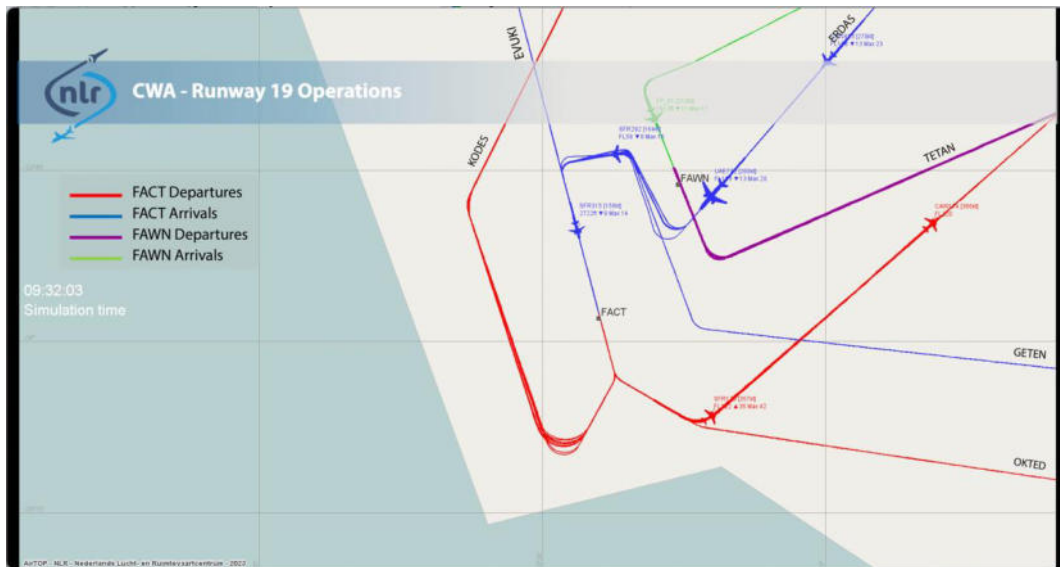 EVUKI
ERDAS
nlr
CWA - Runway 19 Operations
KODES
TETAN
FAWN
FACT Departures
FACT Arrivals
FAWN Departures
FAWN Arrivals
09:32:03
Simulation time
FACT
GETEN
OKTED
AirTOP - NLR - Nederlands Lucht- en Ruimtevaartcentrum - 2023